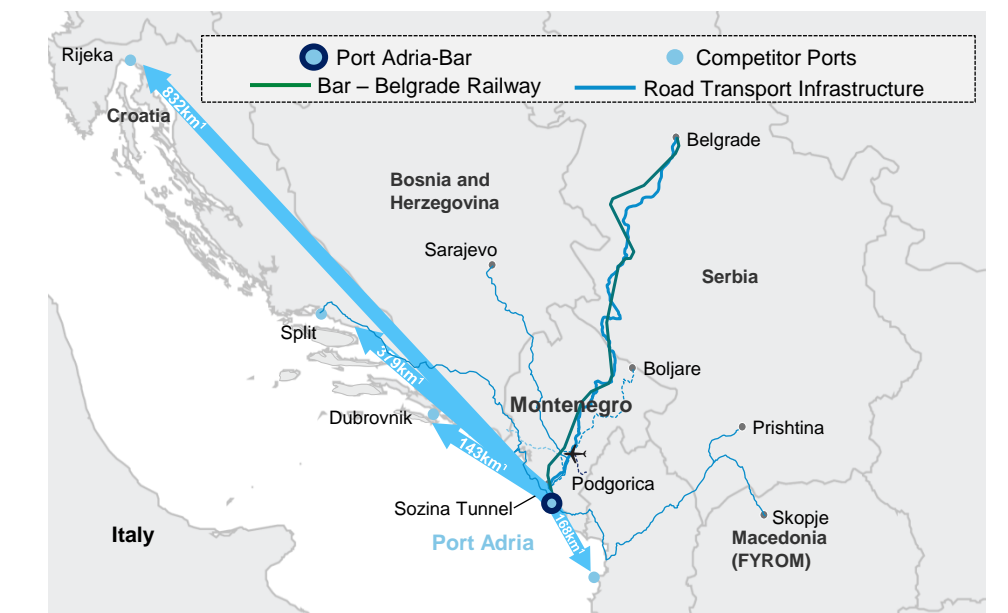 Port Adria-Bar
Competitor Ports
Bar – Belgrade Railway
Road Transport Infrastructure
Rijeka
832km1
Croatia
Belgrade
Bosnia and
Herzegovina
Sarajevo
Serbia
Split
379km1
Boljare
Montenegro
Dubrovnik
143km1
Prishtina
Podgorica
Sozina Tunnel
168km1
Skopje
Italy
Port Adria
Macedonia
(FYROM)